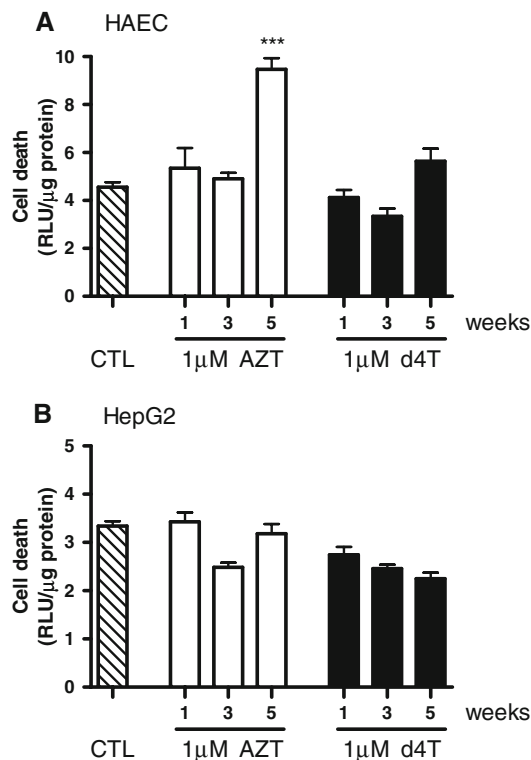 A HAEC
***
10
8
6
4
2
0
Cell death
(RLU/μg protein)
1 3 5 1 3 5 weeks
CTL 1μM AZT 1μM d4T
B HepG2
5
4
3
2
1
0
Cell death
(RLU/μg protein)
1 3 5 1 3 5 weeks
CTL 1μM AZT 1μM d4T